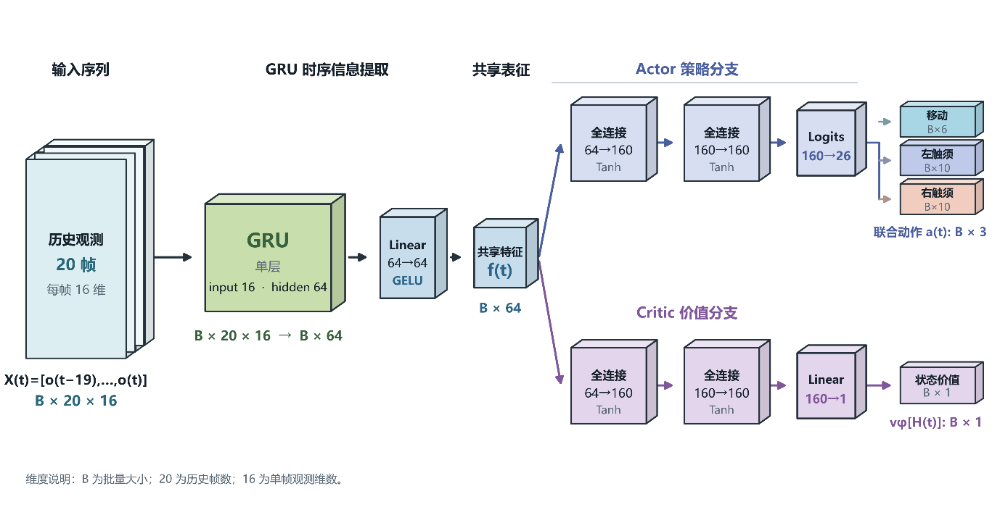 输入序列
GRU 时序信息提取
共享表征
Actor 策略分支
历史观测
20 帧
每帧 16 维
X(t)=[o(t−19),...,o(t)]
B × 20 × 16
GRU
单层
input 16 · hidden 64
B × 20 × 16 → B × 64
Linear
64→64
GELU
共享特征
f(t)
B × 64
全连接
64→160
Tanh
全连接
160→160
Tanh
Logits
160→26
移动
B×6
左触须
B×10
右触须
B×10
联合动作 a(t): B × 3
Critic 价值分支
全连接
64→160
Tanh
全连接
160→160
Tanh
Linear
160→1
状态价值
B × 1
vφ[H(t)]: B × 1
维度说明：B 为批量大小；20 为历史帧数；16 为单帧观测维数。